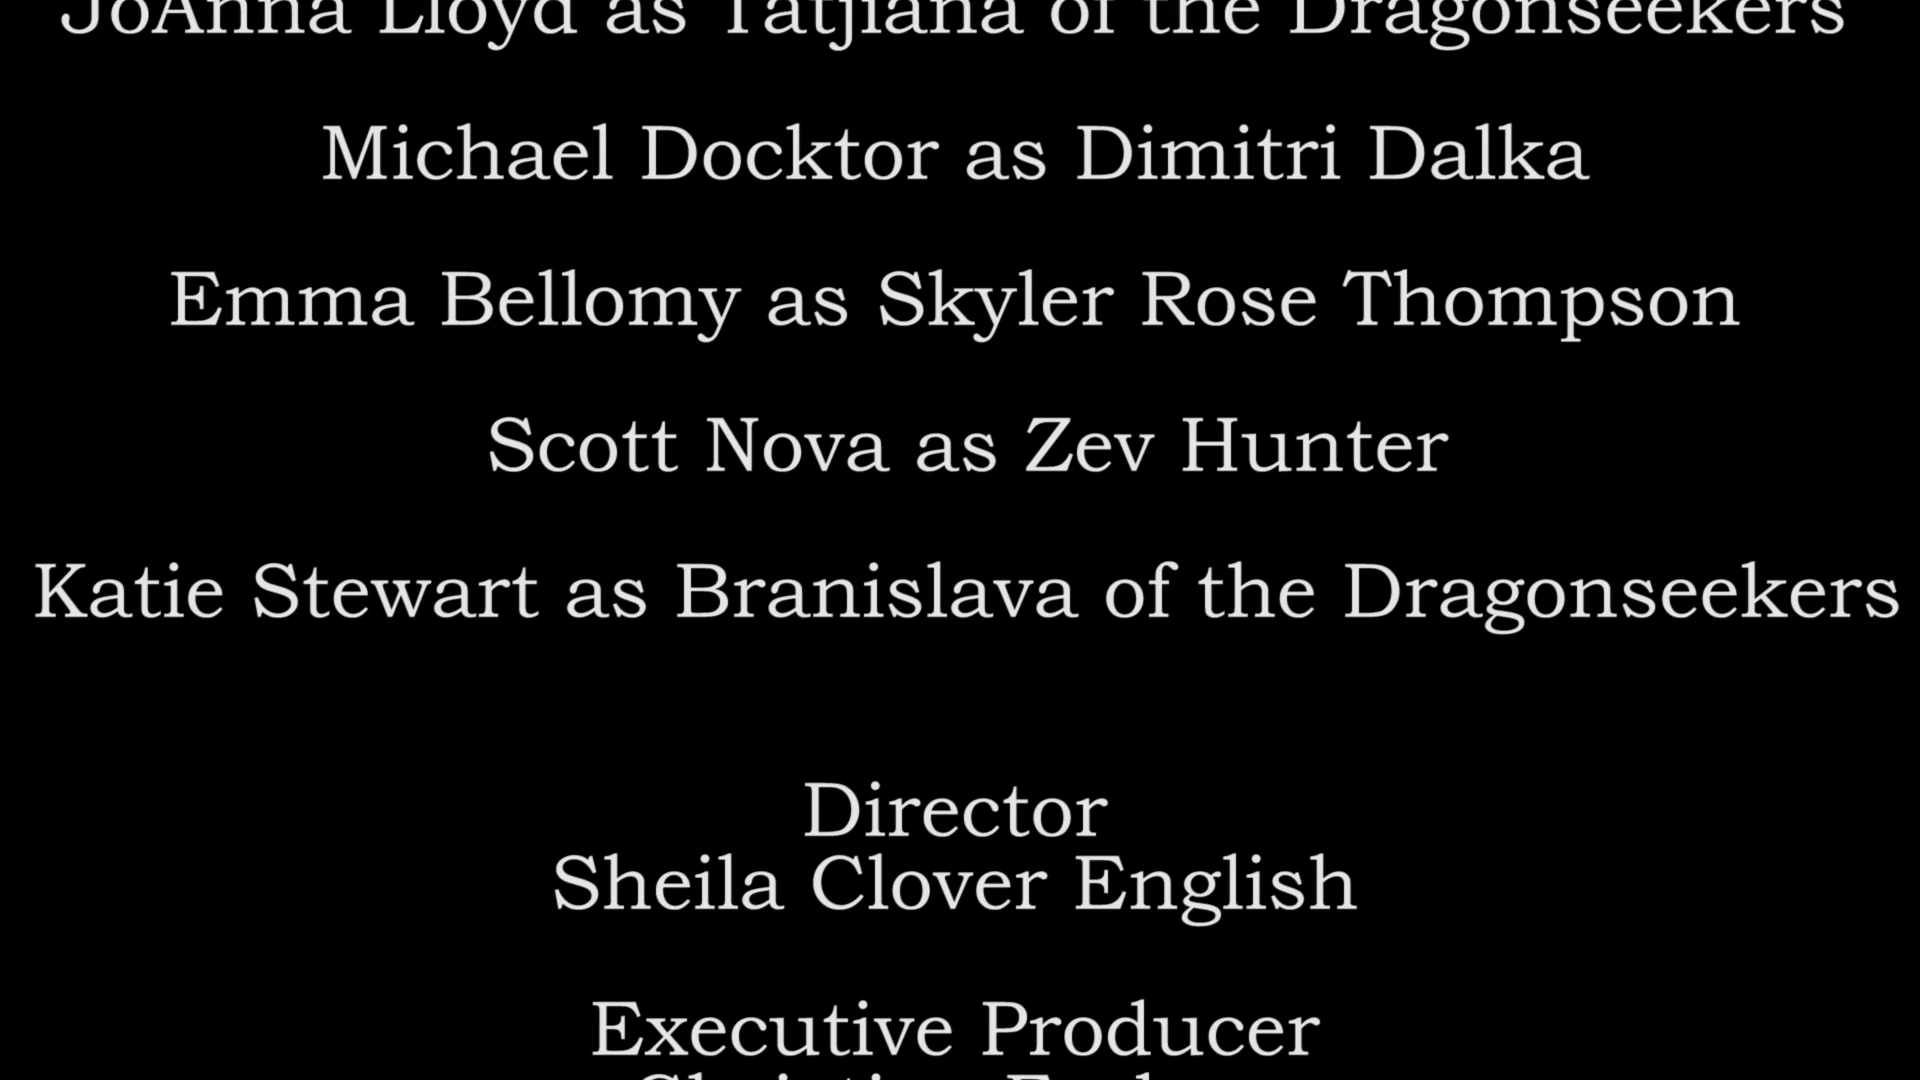 JoAnna Lloyd as Tatjiana of the Dragonseekers
Michael Docktor as Dimitri Dalka
Emma Bellomy as Skyler Rose Thompson
Scott Nova as Zev Hunter
Katie Stewart as Branislava of the Dragonseekers
Director
Sheila Clover English
Executive Producer